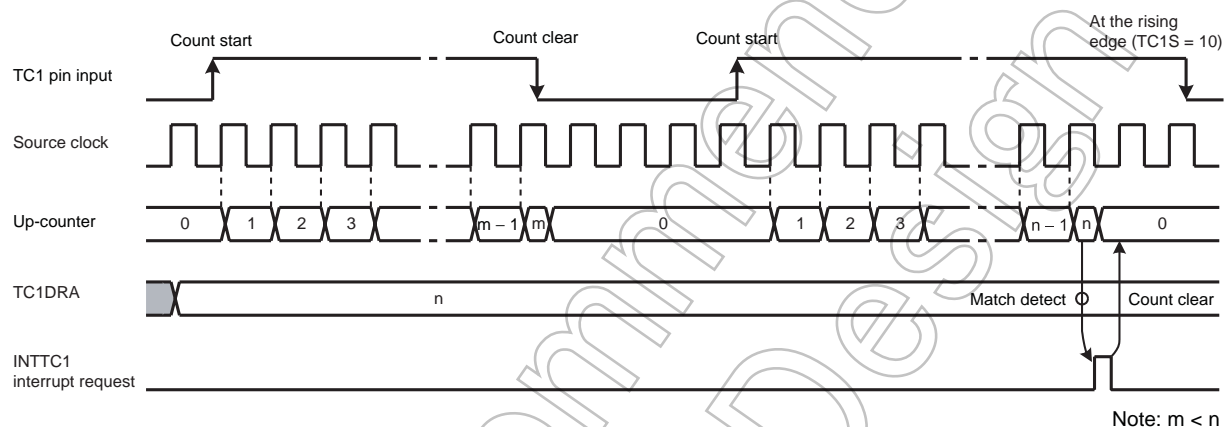 At the rising
edge (TC1S = 10)
Count start
Count clear
Count start
TC1 pin input
Source clock
Up-counter
0
1
2
3
m – 1
m
0
1
2
3
n – 1
n
0
TC1DRA
n
Match detect
Count clear
INTTC1
interrupt request
Note: m < n
ommen
Design